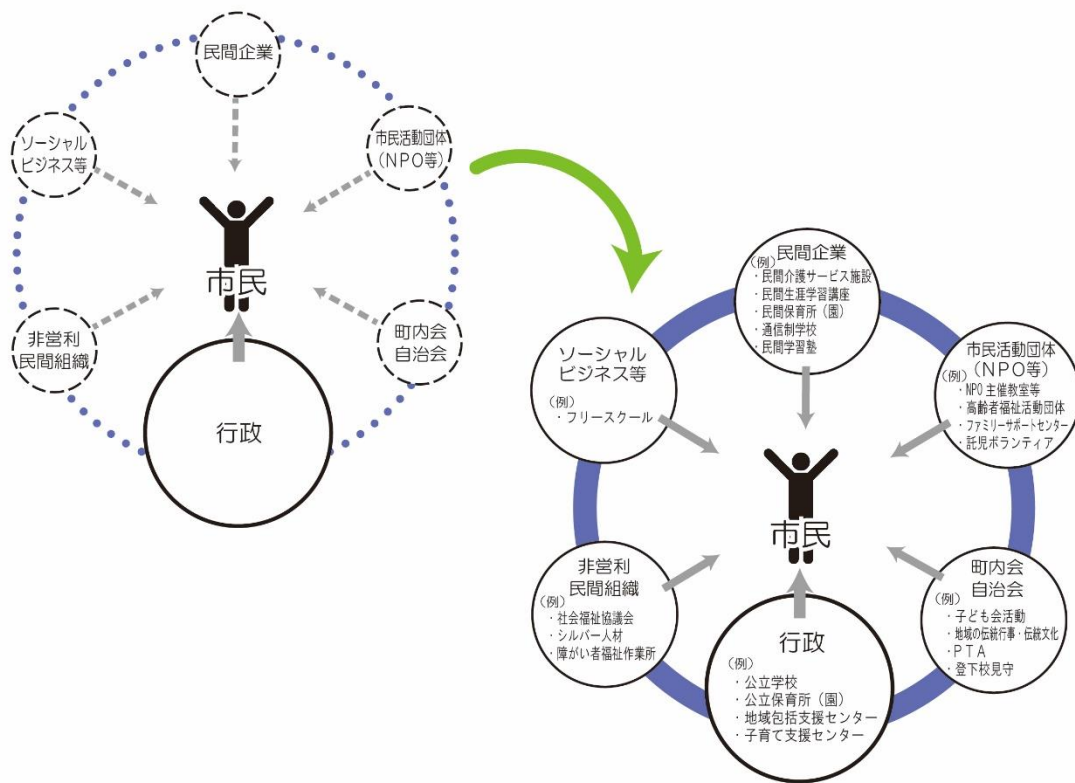 民間企業
ソーシャル
ビジネス等
市民活動団体
(NPO等)
市民
非営利
民間組織
町内会
自治会
行政
民間企業
(例)
・民間介護サービス施設
・民間生涯学習講座
・民間保育所(園)
・通信制学校
・民間学習塾
ソーシャル
ビジネス等
(例)
・フリースクール
市民活動団体
(NPO等)
(例)
・NPO主催教室等
・高齢者福祉活動団体
・ファミリーサポートセンター
・託児ボランティア
市民
非営利
民間組織
(例)
・社会福祉協議会
・シルバー人材
・障がい者福祉作業所
町内会
自治会
(例)
・子ども会活動
・地域の伝統行事・伝統文化
・PTA
・登下校見守
行政
(例)
・公立学校
・公立保育所(園)
・地域包括支援センター
・子育て支援センター